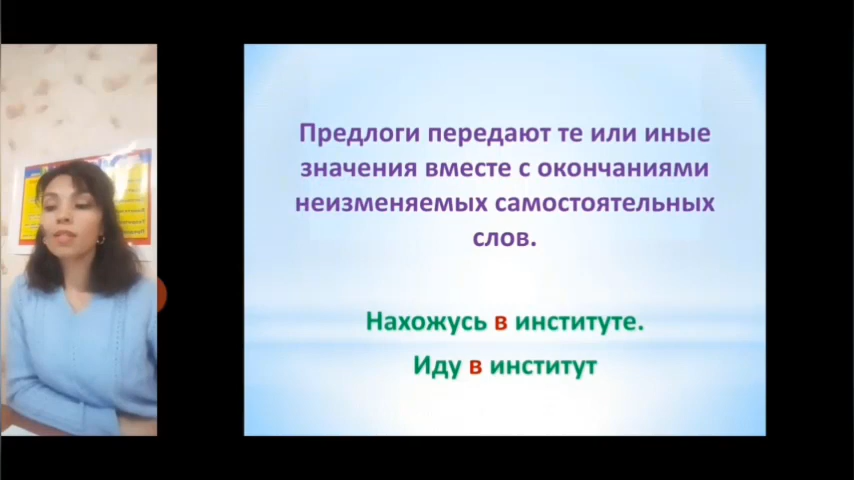 Предлоги передают те или иные
значения вместе с окончаниями
неизменяемых самостоятельных
слов.
Нахожусь в институте.
Иду в институт